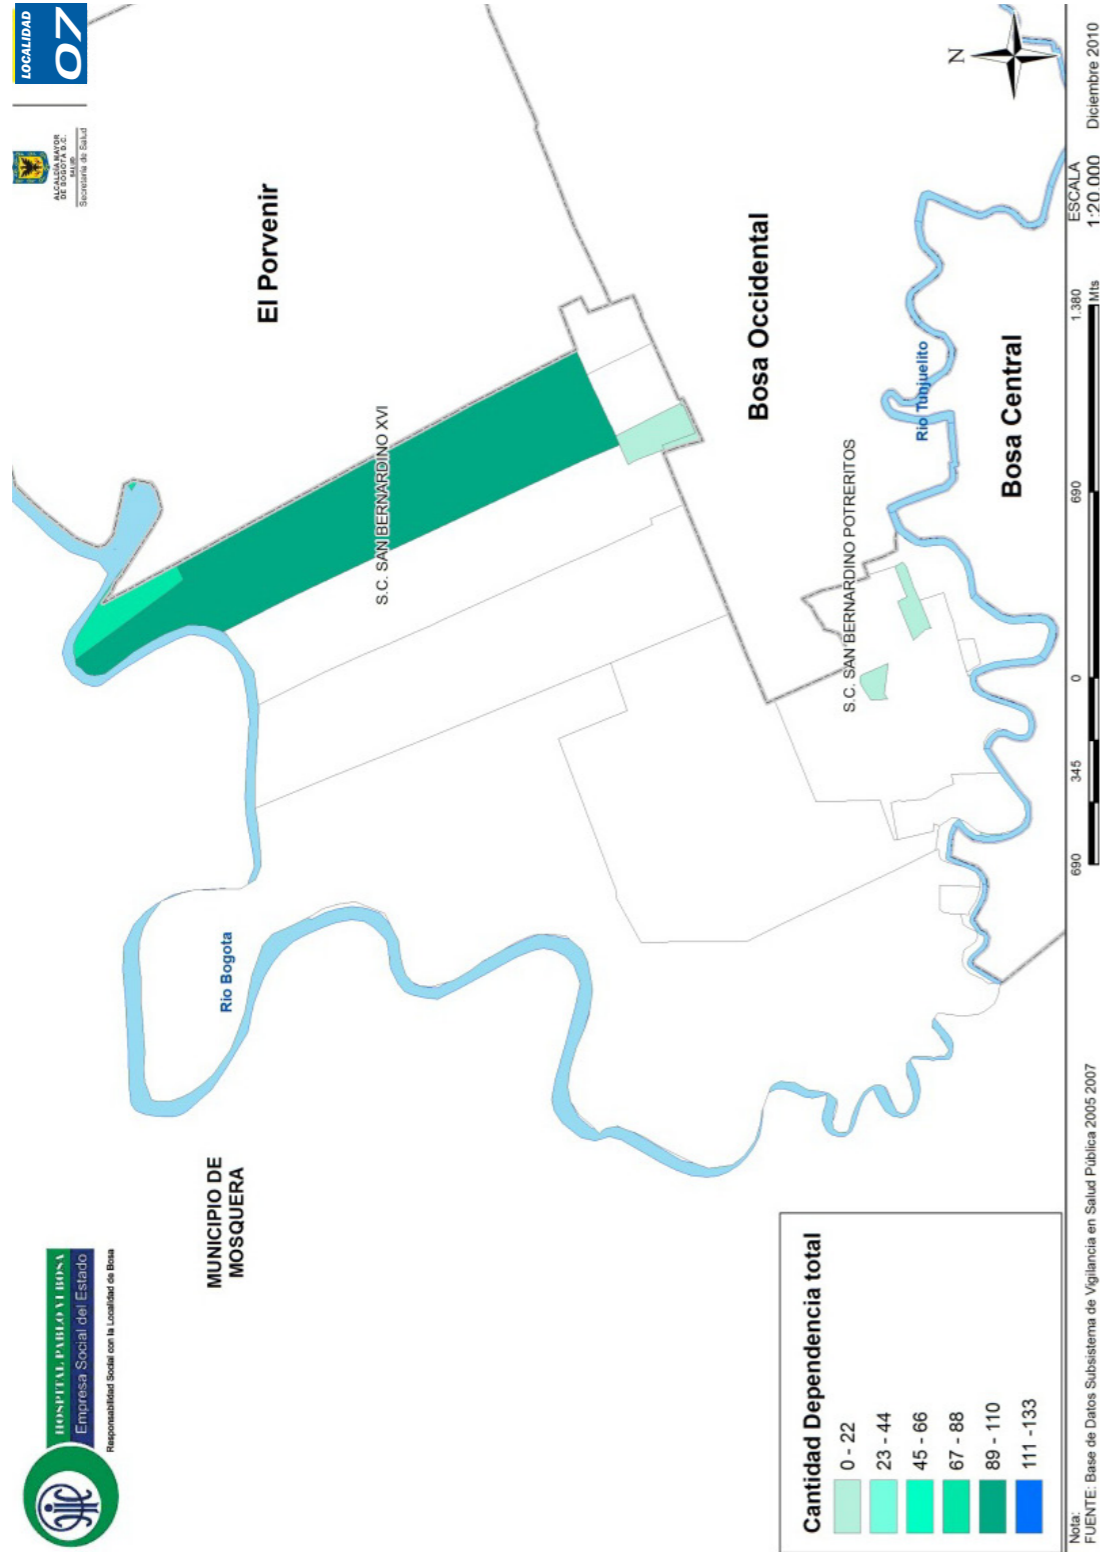 HOSPITAL PABLO VI BOSA
Empresa Social del Estado
Responsabilidad Social con la Localidad de Bosa
ALCALDÍA MAYOR
DE BOGOTÁ D.C.
SALUD
Secretaría de Salud
LOCALIDAD
07
MUNICIPIO DE
MOSQUERA
Rio Bogota
El Porvenir
S.C. SAN BERNARDINO XVI
Bosa Occidental
S.C. SAN BERNARDINO POTRERITOS
Rio Tunjuelito
Bosa Central
N
Cantidad Dependencia total
0 - 22
23 - 44
45 - 66
67 - 88
89 - 110
111 -133
690
345
0
690
1.380
Mts
ESCALA
1:20.000
Diciembre 2010
Nota:
FUENTE: Base de Datos Subsistema de Vigilancia en Salud Pública 2005 2007